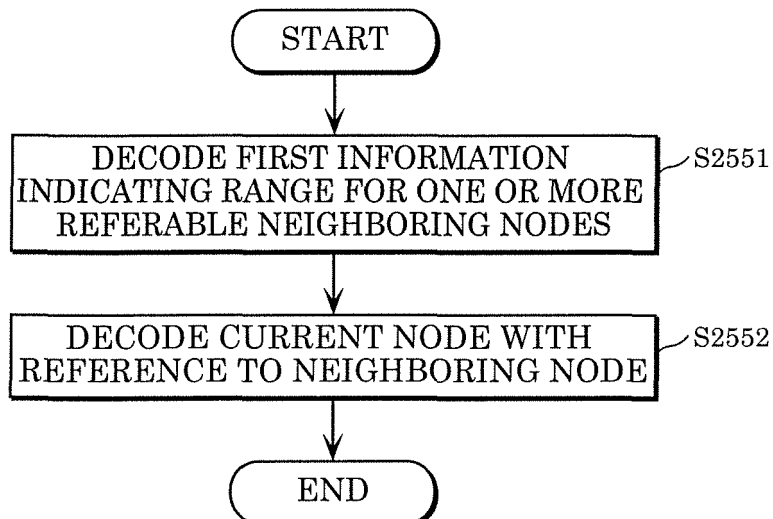 START
DECODE FIRST INFORMATION
INDICATING RANGE FOR ONE OR MORE
REFERABLE NEIGHBORING NODES
S2551
DECODE CURRENT NODE WITH
REFERENCE TO NEIGHBORING NODE
S2552
END